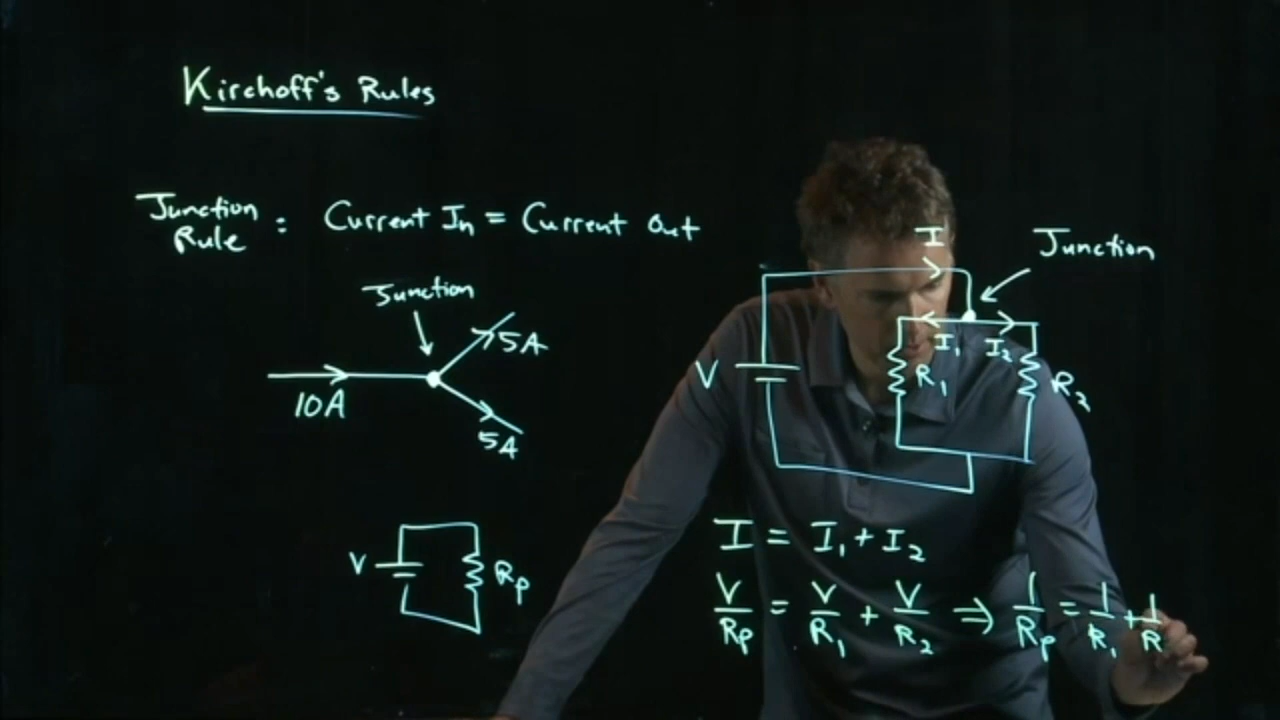 Kirchoff's Rules
Junction Rule : Current In = Current Out
Junction
10A
5A
5A
V
Rp
I
Junction
I₁ I₂
V
R₁
R₂
I = I₁ + I₂
V/Rp = V/R₁ + V/R₂ ⇒ 1/Rp = 1/R₁ + 1/R